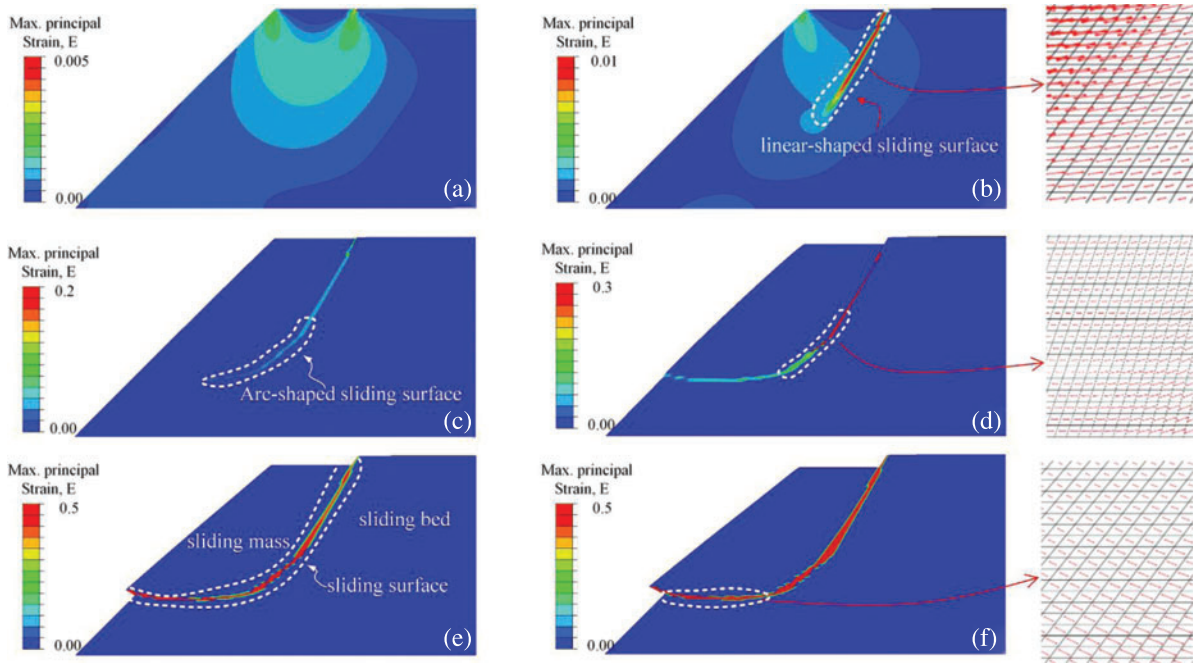 Max. principal
Strain, E
0.005
0.00
(a)
Max. principal
Strain, E
0.01
0.00
linear-shaped sliding surface
(b)
Max. principal
Strain, E
0.2
0.00
Arc-shaped sliding surface
(c)
Max. principal
Strain, E
0.3
0.00
(d)
Max. principal
Strain, E
0.5
0.00
sliding bed
sliding mass
sliding surface
(e)
Max. principal
Strain, E
0.5
0.00
(f)